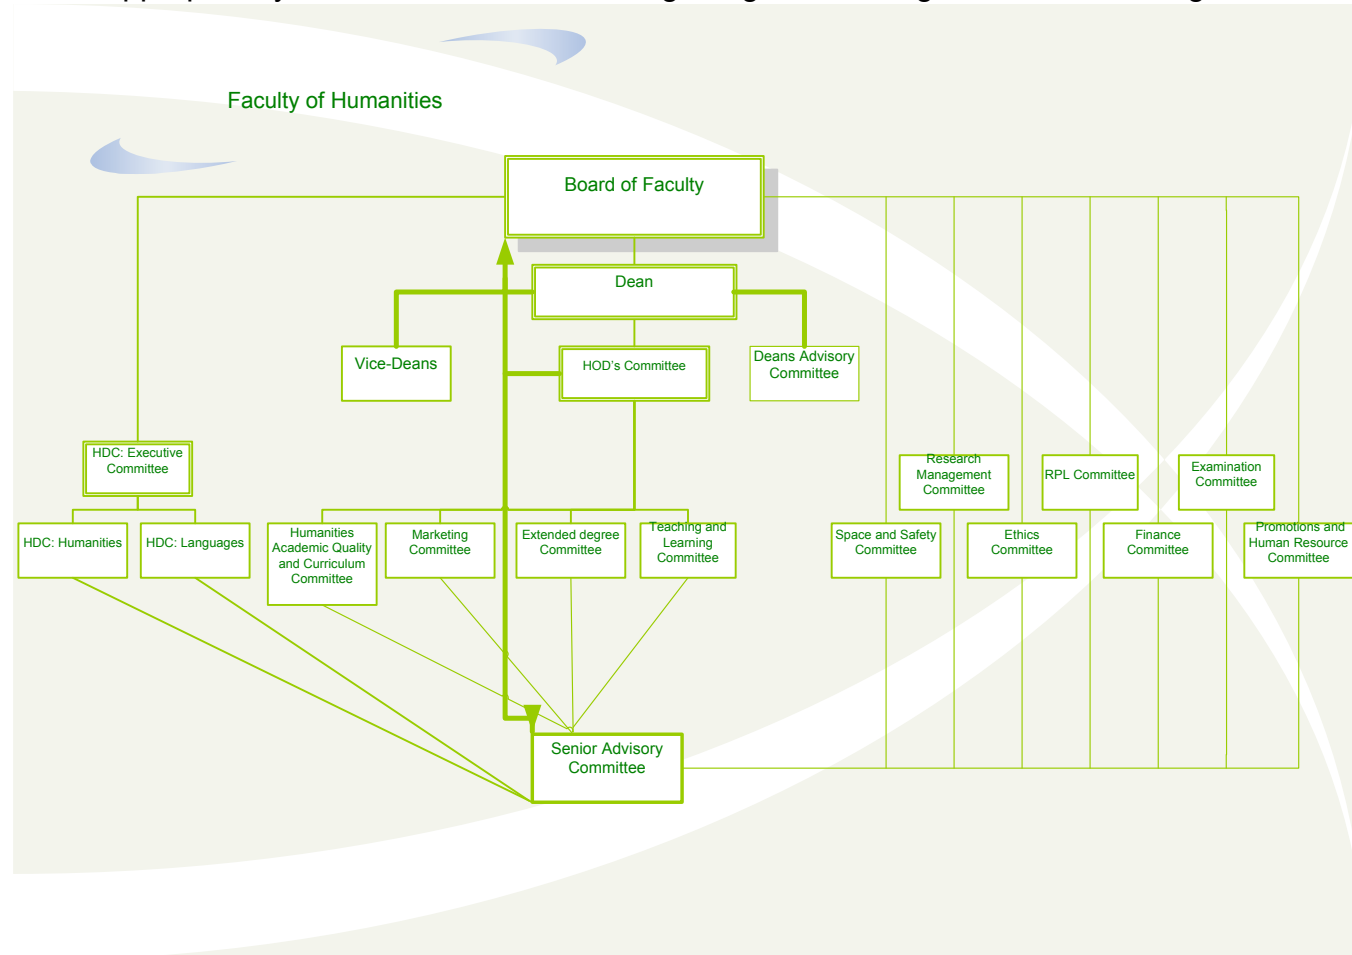 Faculty of Humanities
Board of Faculty
Dean
Vice-Deans
HOD's Committee
Deans Advisory
Committee
HDC: Executive
Committee
HDC: Humanities
HDC: Languages
Humanities
Academic Quality
and Curriculum
Committee
Marketing
Committee
Extended degree
Committee
Teaching and
Learning
Committee
Research
Management
Committee
RPL Committee
Examination
Committee
Space and Safety
Committee
Ethics
Committee
Finance
Committee
Promotions and
Human Resource
Committee
Senior Advisory
Committee